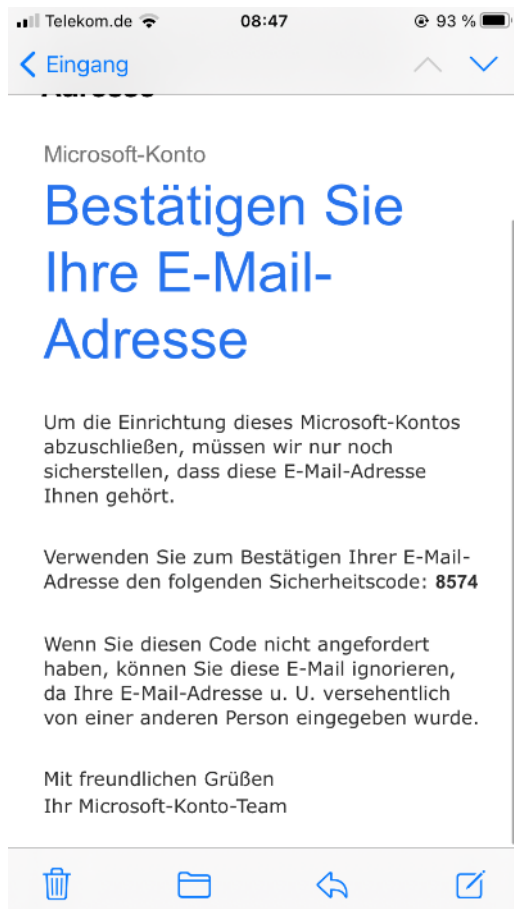 Telekom.de 08:47 93 %
Eingang
Adresse
Microsoft-Konto
Bestätigen Sie
Ihre E-Mail-
Adresse
Um die Einrichtung dieses Microsoft-Kontos
abzuschließen, müssen wir nur noch
sicherstellen, dass diese E-Mail-Adresse
Ihnen gehört.
Verwenden Sie zum Bestätigen Ihrer E-Mail-
Adresse den folgenden Sicherheitscode: 8574
Wenn Sie diesen Code nicht angefordert
haben, können Sie diese E-Mail ignorieren,
da Ihre E-Mail-Adresse u. U. versehentlich
von einer anderen Person eingegeben wurde.
Mit freundlichen Grüßen
Ihr Microsoft-Konto-Team